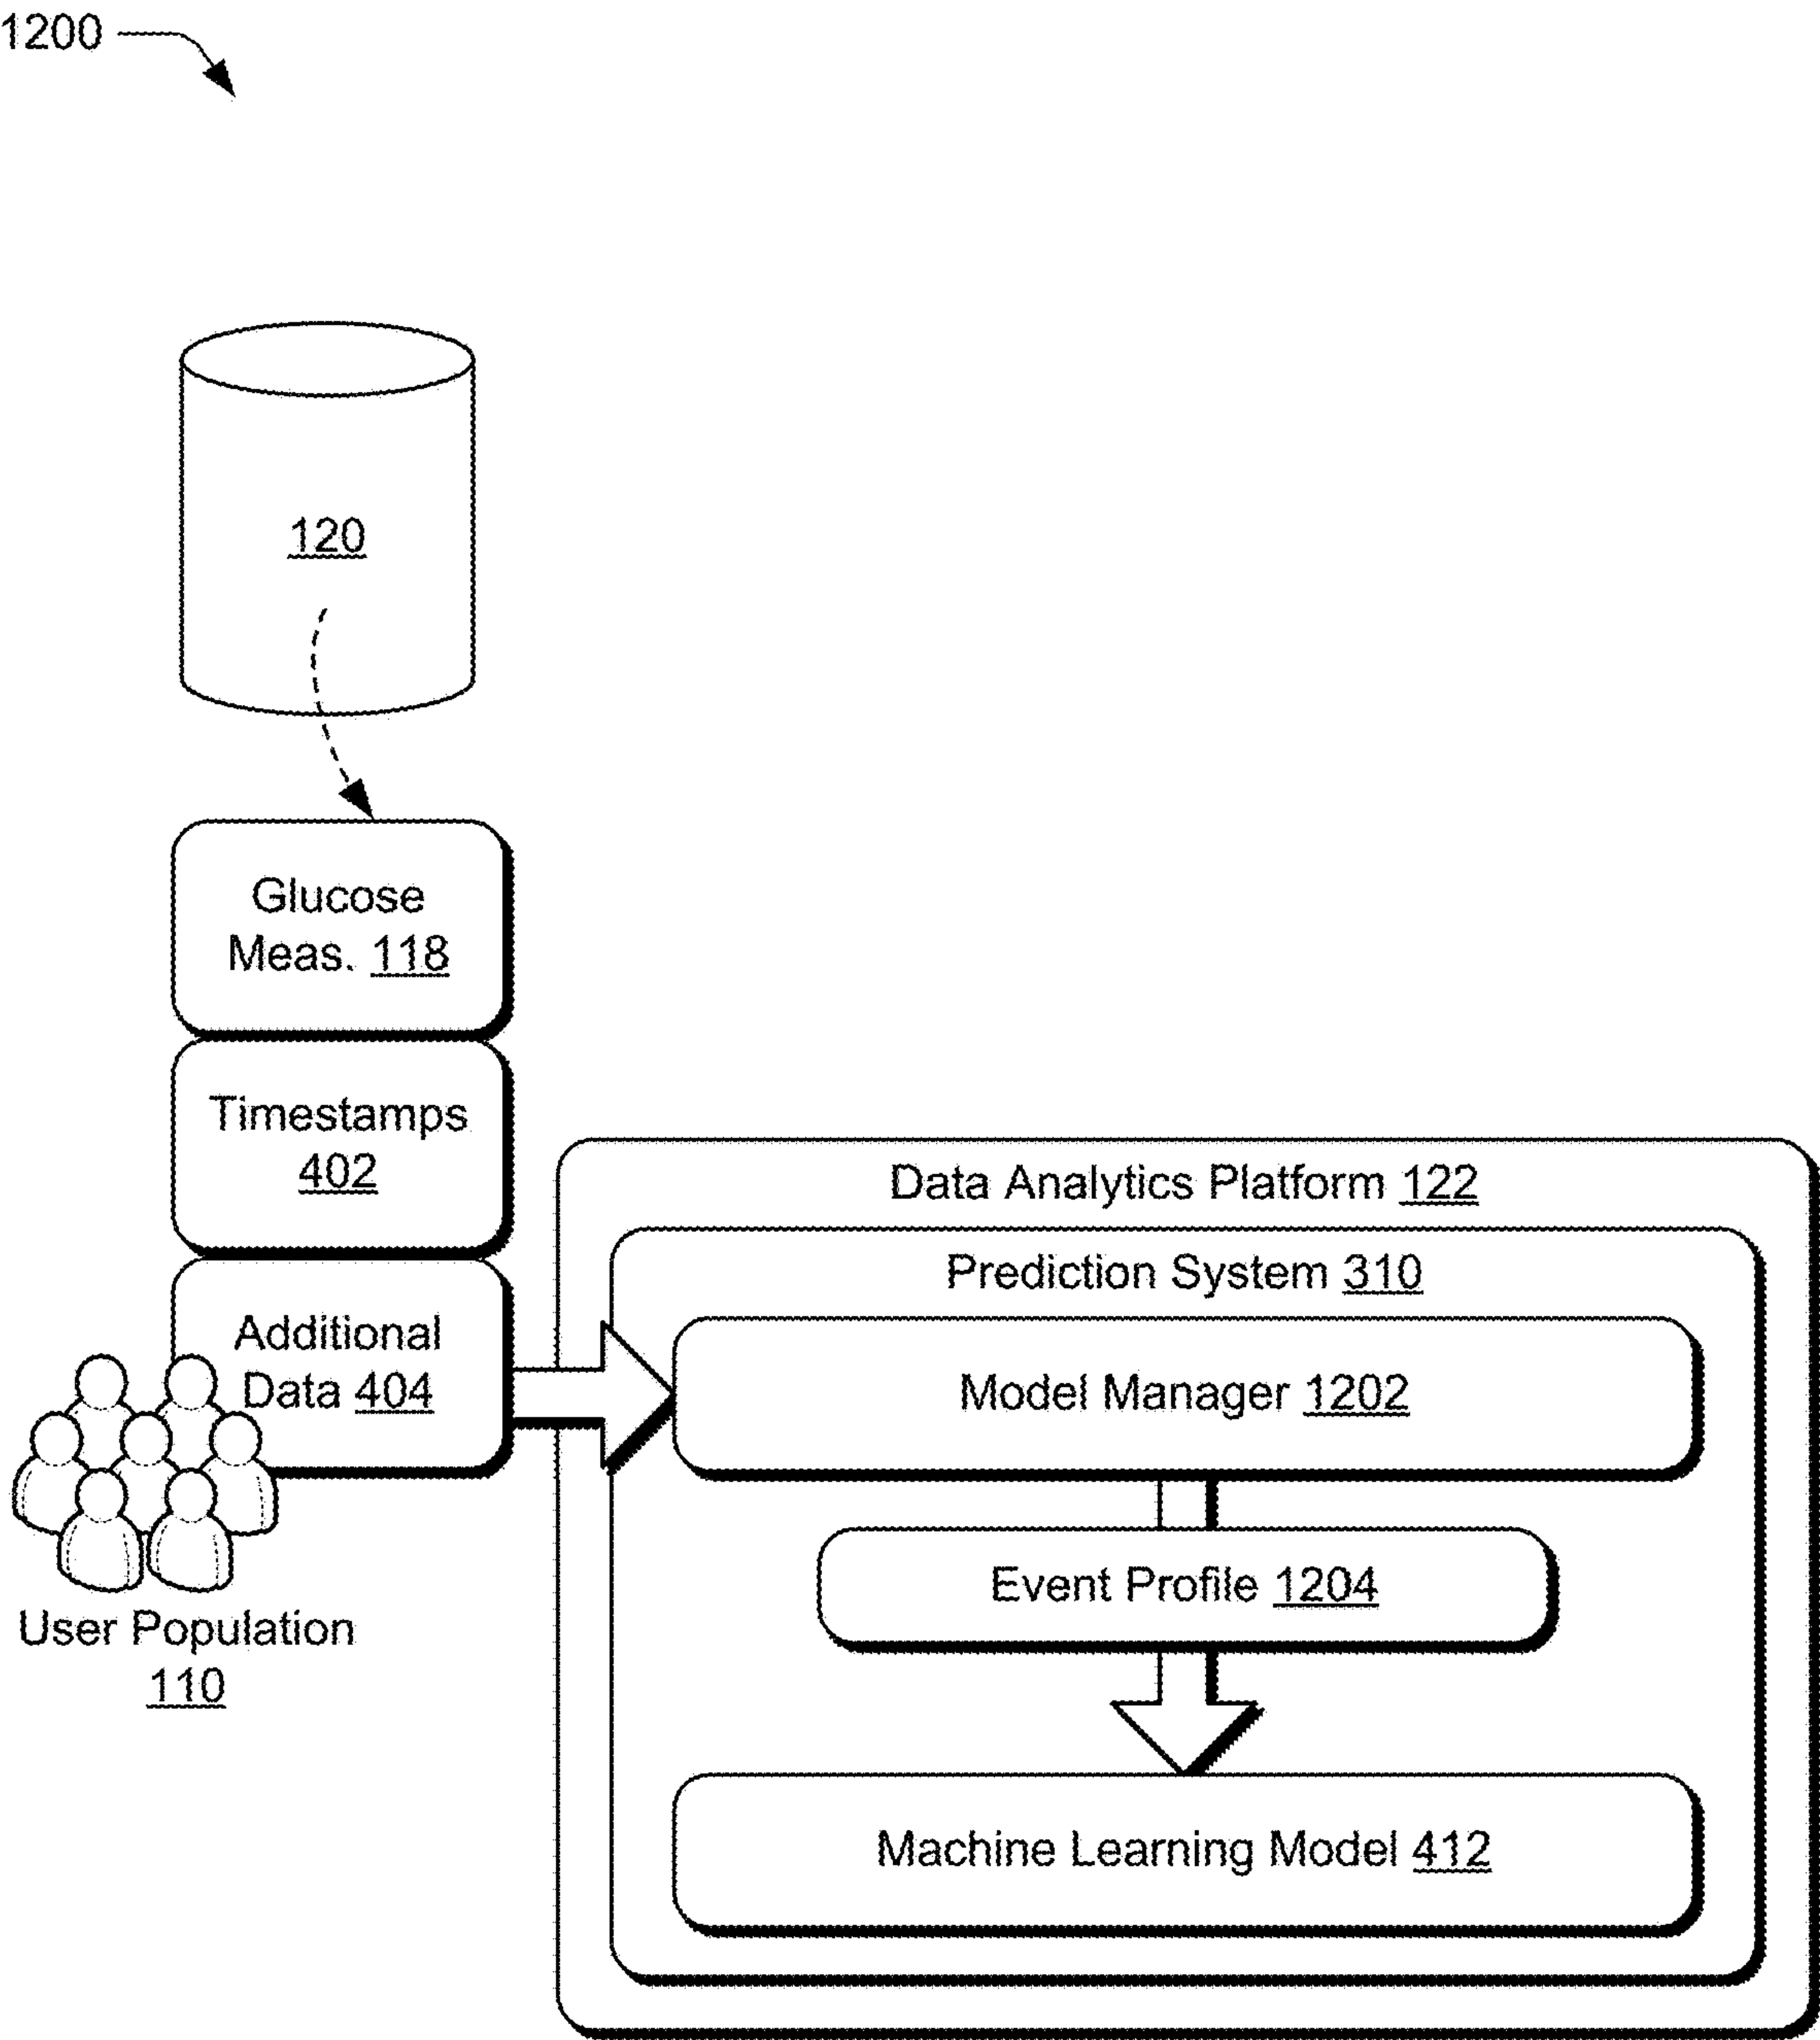 1200
120
Glucose
Meas. 118
Timestamps
402
Additional
Data 404
User Population
110
Data Analytics Platform 122
Prediction System 310
Model Manager 1202
Event Profile 1204
Machine Learning Model 412